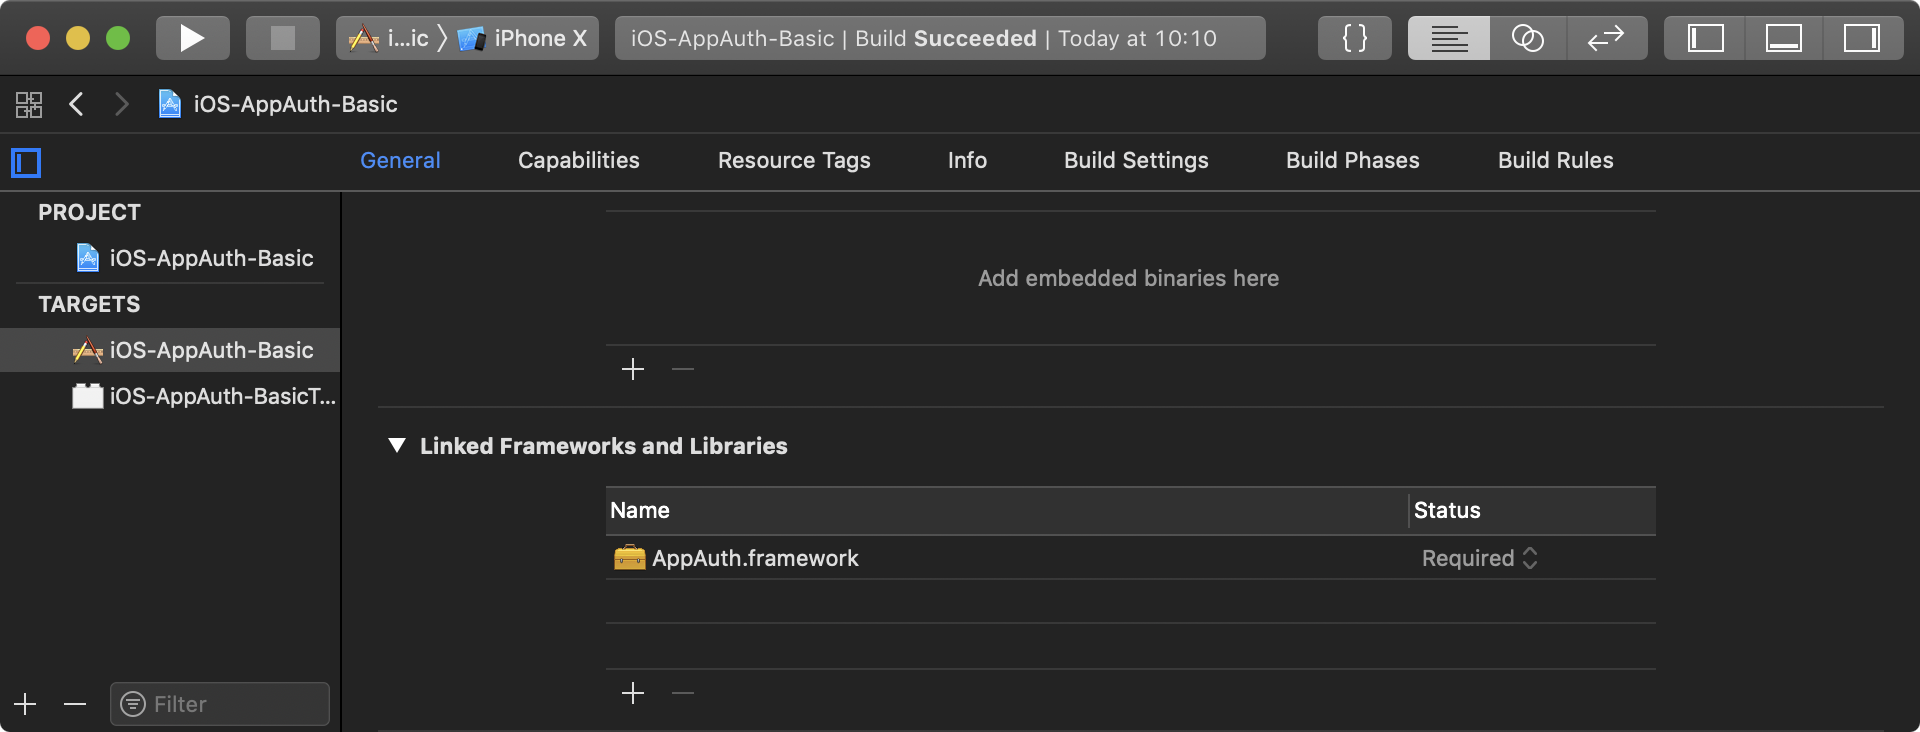 i...ic 〉 iPhone X
iOS-AppAuth-Basic | Build Succeeded | Today at 10:10
{ }
iOS-AppAuth-Basic
General Capabilities Resource Tags Info Build Settings Build Phases Build Rules
PROJECT
iOS-AppAuth-Basic
TARGETS
iOS-AppAuth-Basic
iOS-AppAuth-BasicT...
Filter
Add embedded binaries here
Linked Frameworks and Libraries
Name Status
AppAuth.framework Required